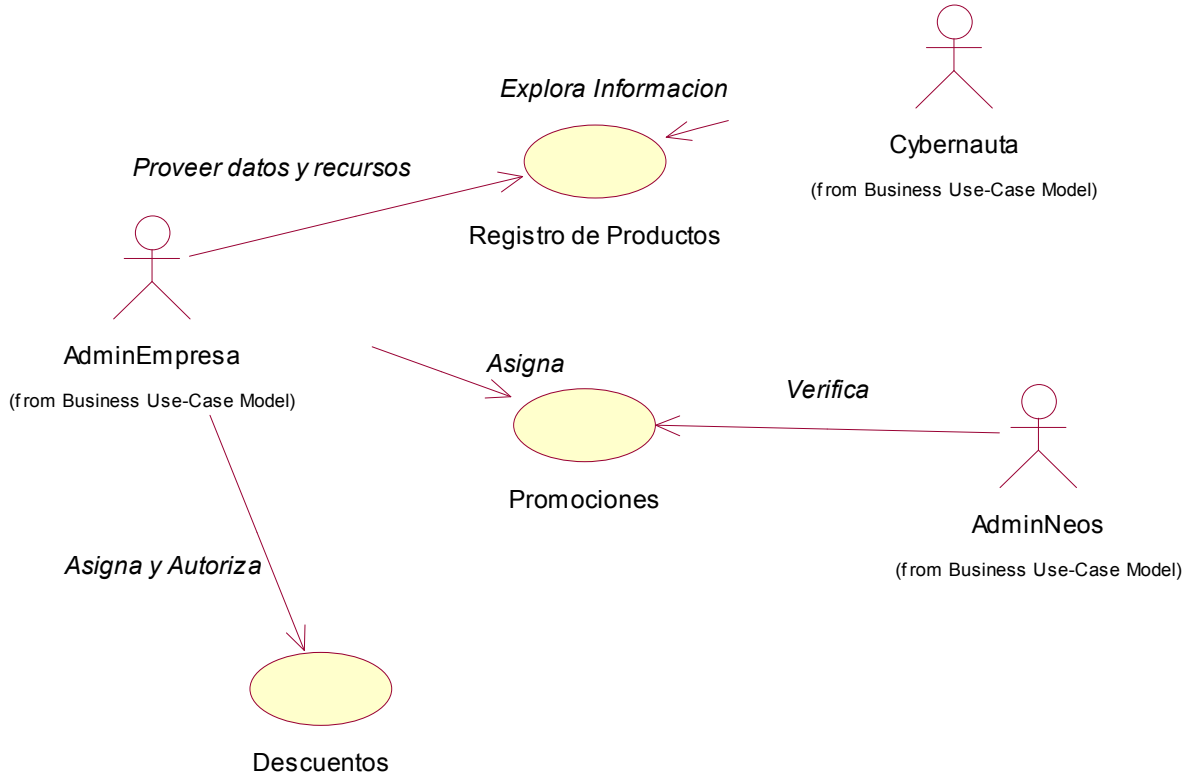 Explora Informacion
Cybernauta
(from Business Use-Case Model)
Proveer datos y recursos
Registro de Productos
AdminEmpresa
(from Business Use-Case Model)
Asigna
Verifica
Promociones
AdminNeos
(from Business Use-Case Model)
Asigna y Autoriza
Descuentos